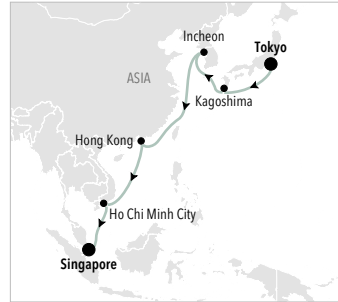 Incheon
Tokyo
ASIA
Kagoshima
Hong Kong
Ho Chi Minh City
Singapore